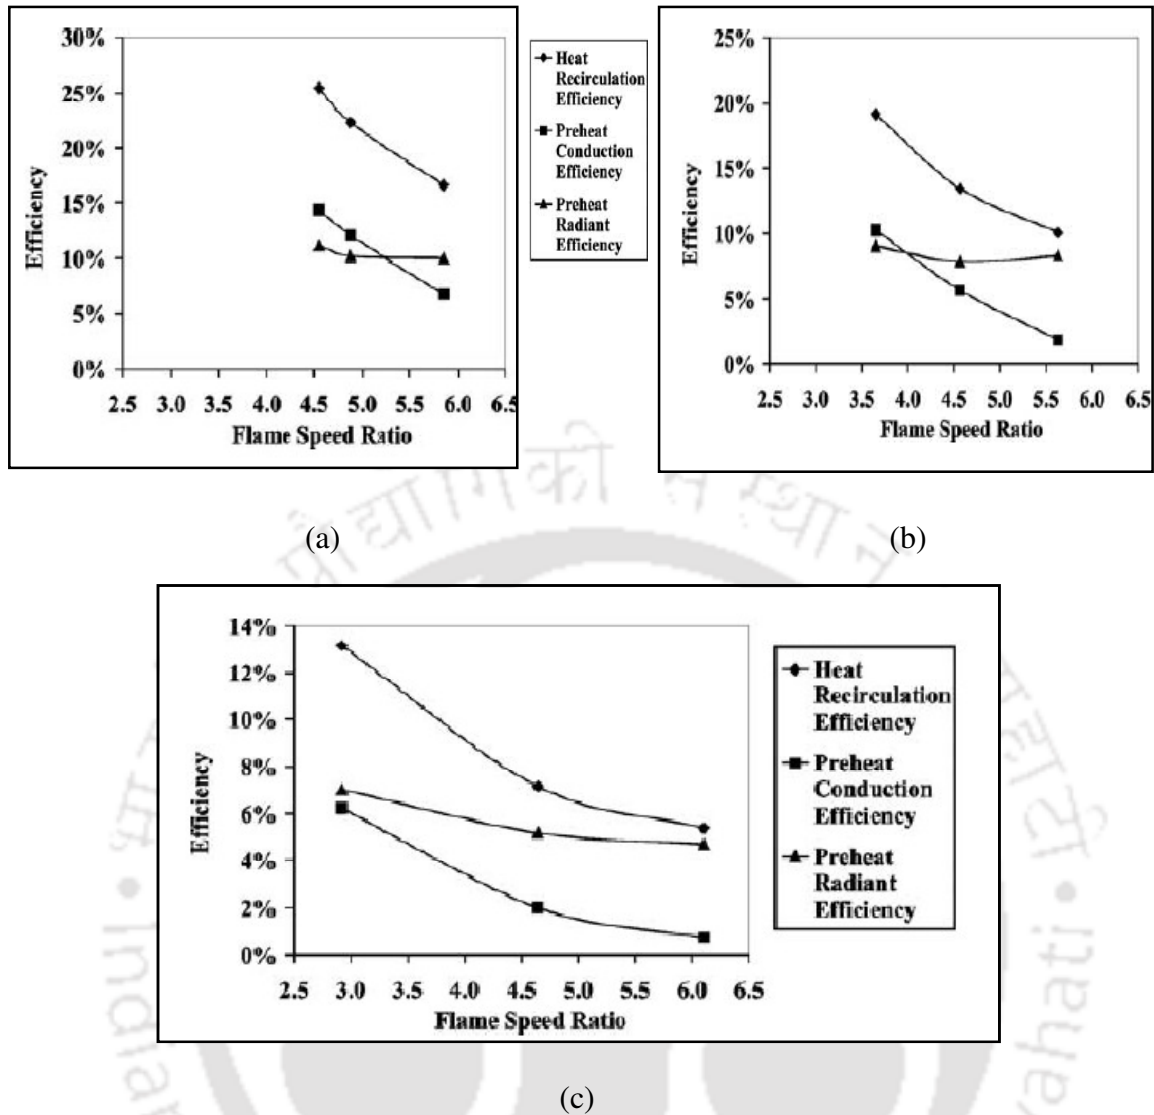 30%
25%
20%
15%
10%
5%
0%
Efficiency
2.5 3.0 3.5 4.0 4.5 5.0 5.5 6.0 6.5
Flame Speed Ratio
Heat
Recirculation
Efficiency
Preheat
Conduction
Efficiency
Preheat
Radiant
Efficiency
25%
20%
15%
10%
5%
0%
Efficiency
2.5 3.0 3.5 4.0 4.5 5.0 5.5 6.0 6.5
Flame Speed Ratio
(a)
(b)
14%
12%
10%
8%
6%
4%
2%
0%
Efficiency
2.5 3.0 3.5 4.0 4.5 5.0 5.5 6.0 6.5
Flame Speed Ratio
Heat
Recirculation
Efficiency
Preheat
Conduction
Efficiency
Preheat
Radiant
Efficiency
(c)